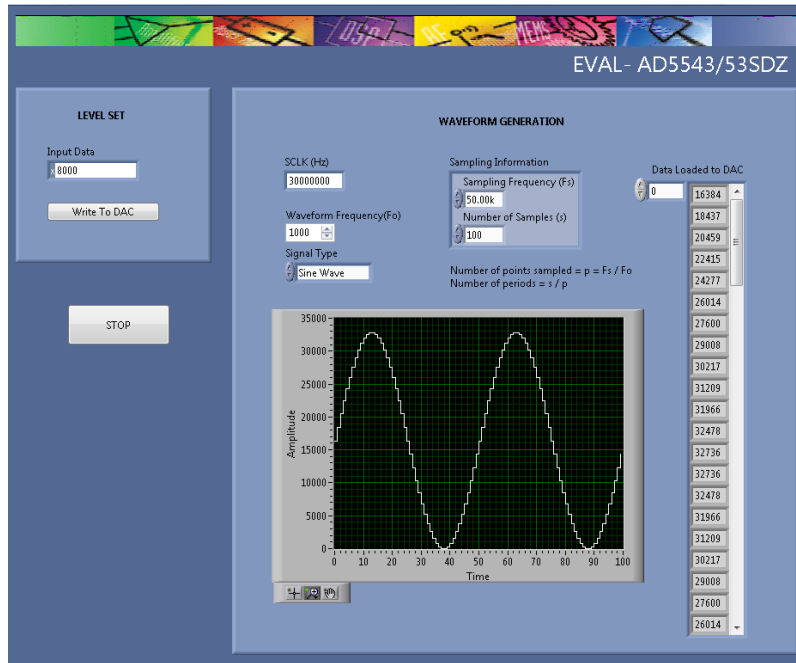 DSP
RF
MEMS
EVAL- AD5543/53SDZ
LEVEL SET
Input Data
x 8000
Write To DAC
STOP
WAVEFORM GENERATION
SCLK (Hz)
30000000
Waveform Frequency(Fo)
1000
Signal Type
Sine Wave
Sampling Information
Sampling Frequency (Fs)
50.00k
Number of Samples (s)
100
Number of points sampled = p = Fs / Fo
Number of periods = s / p
Data Loaded to DAC
0
16384
18437
20459
22415
24277
26014
27600
29008
30217
31209
31966
32478
32736
32736
32478
31966
31209
30217
29008
27600
26014
Amplitude
35000
30000
25000
20000
15000
10000
5000
0
0 10 20 30 40 50 60 70 80 90 100
Time